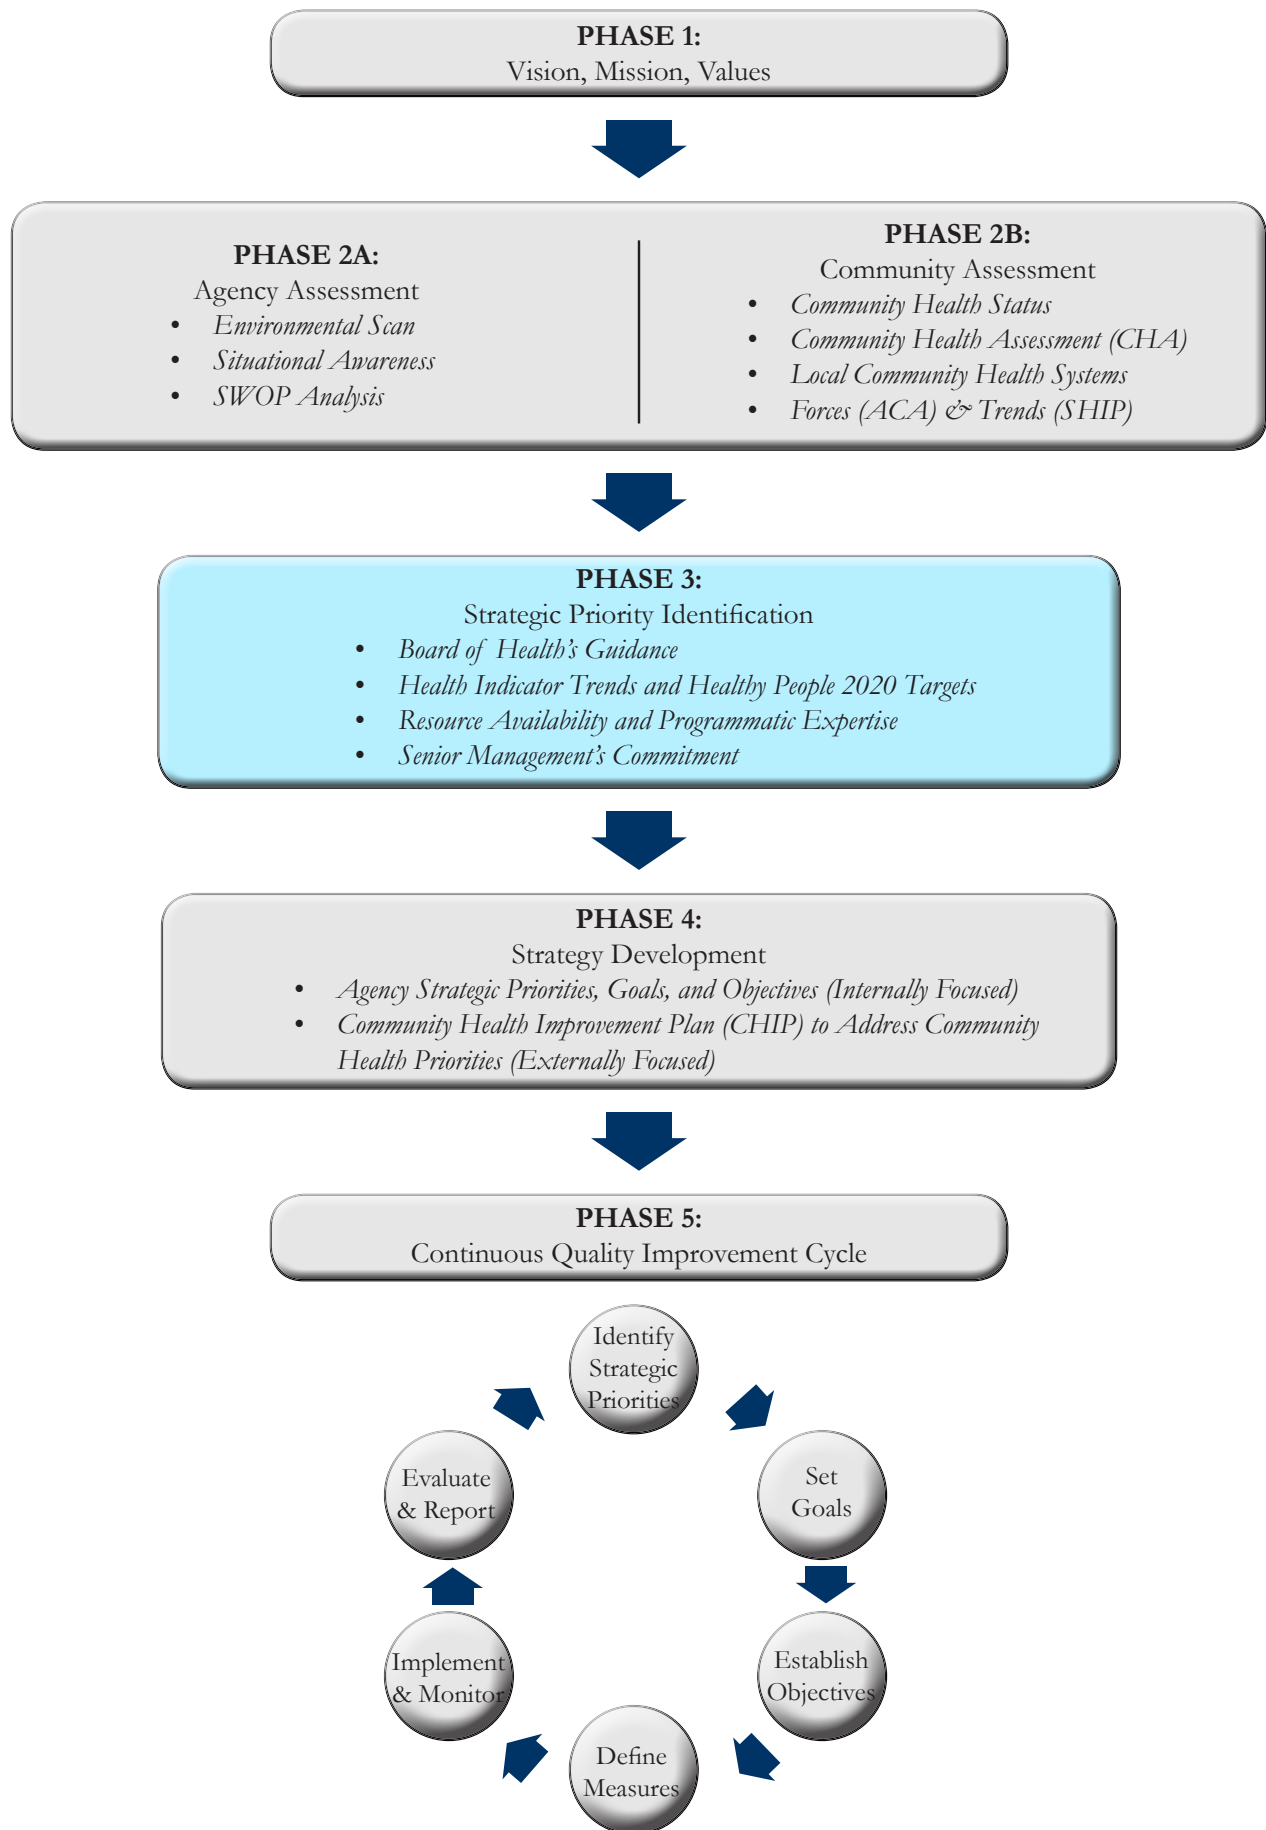 PHASE 1:
Vision, Mission, Values
PHASE 2A:
Agency Assessment
• Environmental Scan
• Situational Awareness
• SWOP Analysis
PHASE 2B:
Community Assessment
• Community Health Status
• Community Health Assessment (CHA)
• Local Community Health Systems
• Forces (ACA) & Trends (SHIP)
PHASE 3:
Strategic Priority Identification
• Board of Health's Guidance
• Health Indicator Trends and Healthy People 2020 Targets
• Resource Availability and Programmatic Expertise
• Senior Management's Commitment
PHASE 4:
Strategy Development
• Agency Strategic Priorities, Goals, and Objectives (Internally Focused)
• Community Health Improvement Plan (CHIP) to Address Community
Health Priorities (Externally Focused)
PHASE 5:
Continuous Quality Improvement Cycle
Identify
Strategic
Priorities
Set
Goals
Establish
Objectives
Define
Measures
Implement
& Monitor
Evaluate
& Report